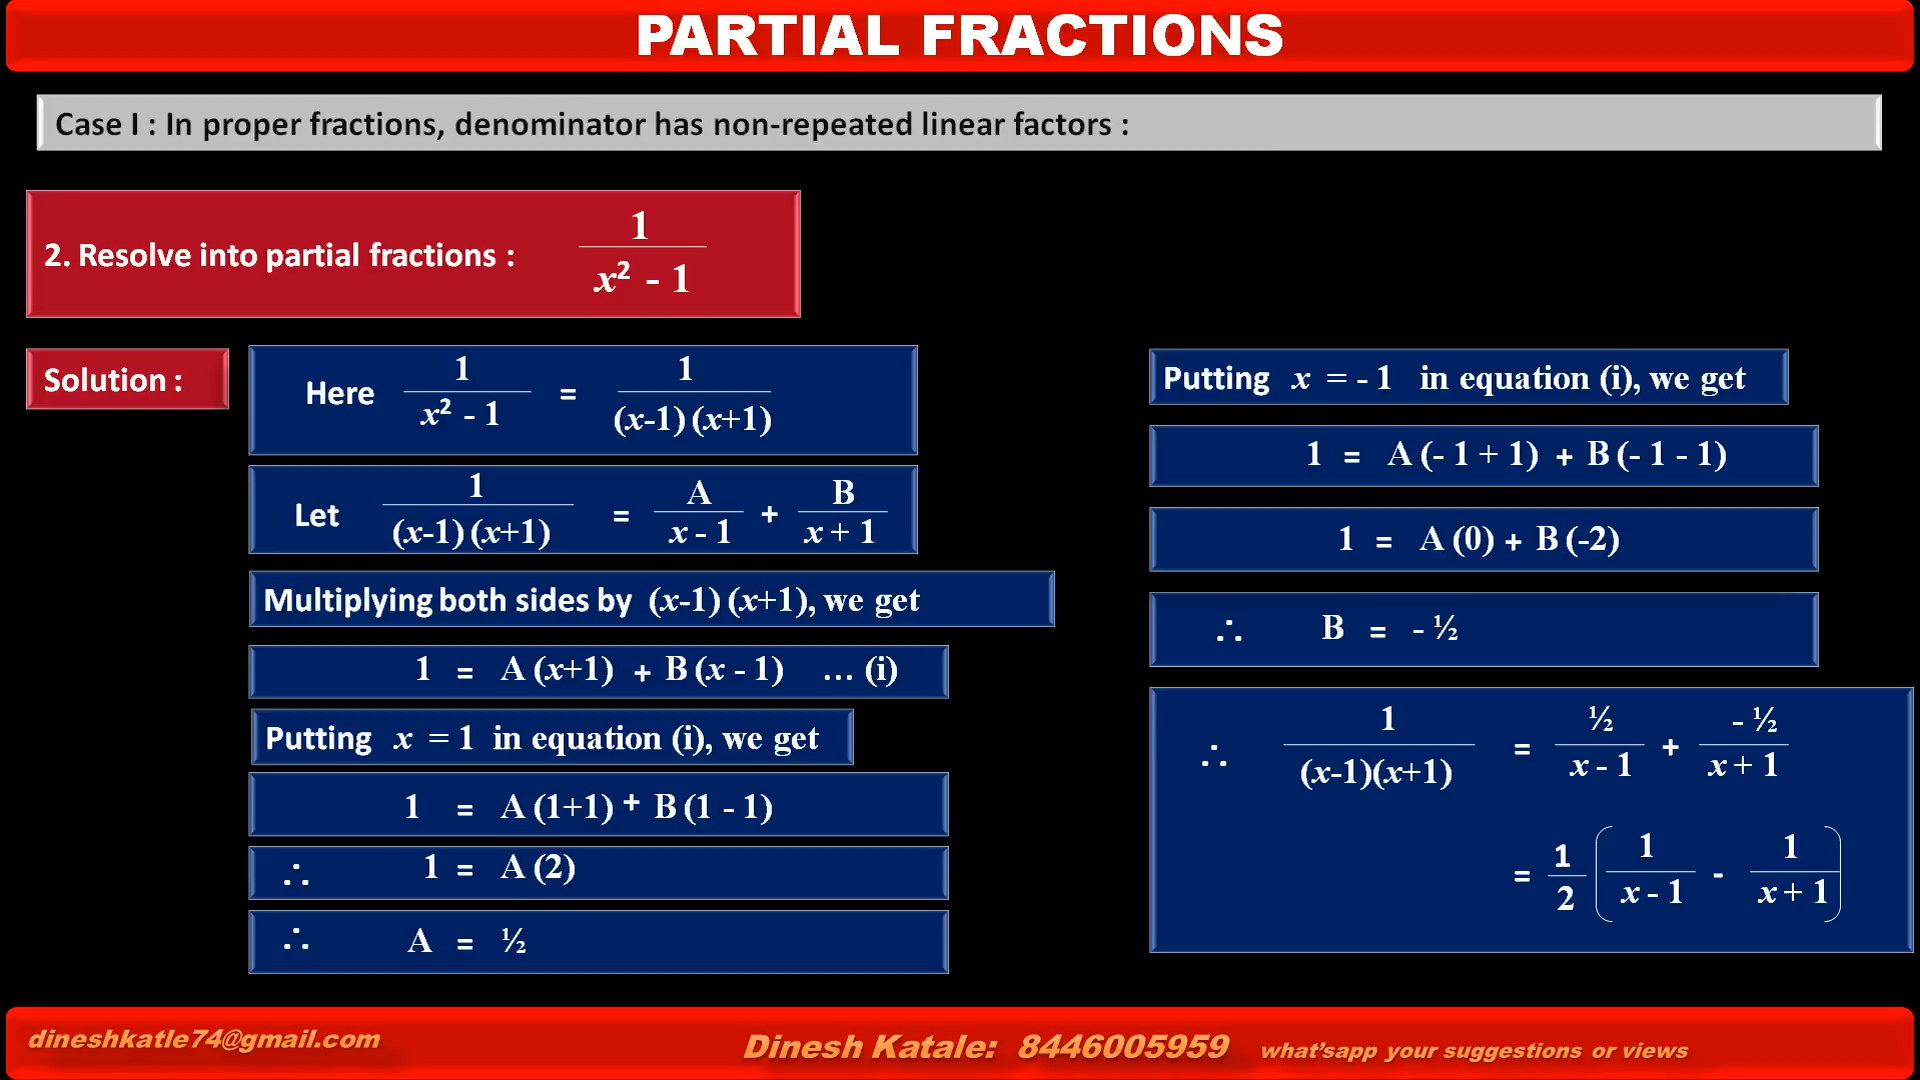 PARTIAL FRACTIONS
Case I : In proper fractions, denominator has non-repeated linear factors :
2. Resolve into partial fractions : 1 / (x² - 1)
Solution :
Here 1 / (x² - 1) = 1 / (x-1) (x+1)
Let 1 / (x-1) (x+1) = A / (x - 1) + B / (x + 1)
Multiplying both sides by (x-1) (x+1), we get
1 = A (x+1) + B (x - 1) ... (i)
Putting x = 1 in equation (i), we get
1 = A (1+1) + B (1 - 1)
∴ 1 = A (2)
∴ A = ½
Putting x = - 1 in equation (i), we get
1 = A (- 1 + 1) + B (- 1 - 1)
1 = A (0) + B (-2)
∴ B = - ½
∴ 1 / (x-1)(x+1) = ½ / (x - 1) + - ½ / (x + 1)
= 1/2 ( 1 / (x - 1) - 1 / (x + 1) )
dineshkatle74@gmail.com
Dinesh Katale: 8446005959 what'sapp your suggestions or views